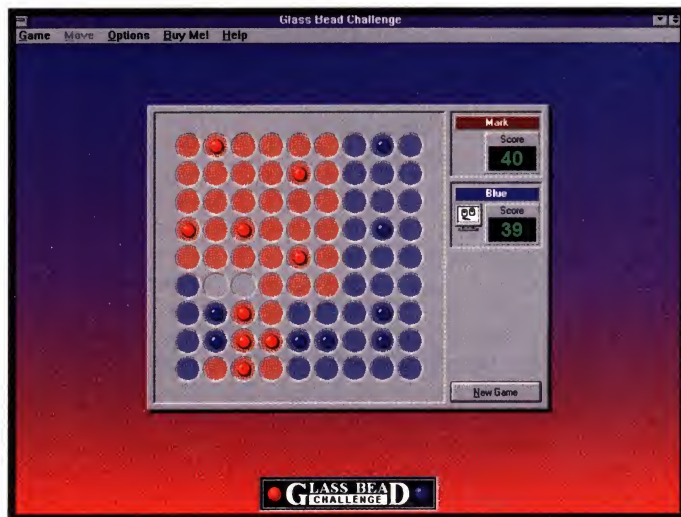 Glass Bead Challenge
Game Move Options Buy Me! Help
Mark
Score
40
Blue
Score
39
New Game
GLASS BEAD
CHALLENGE